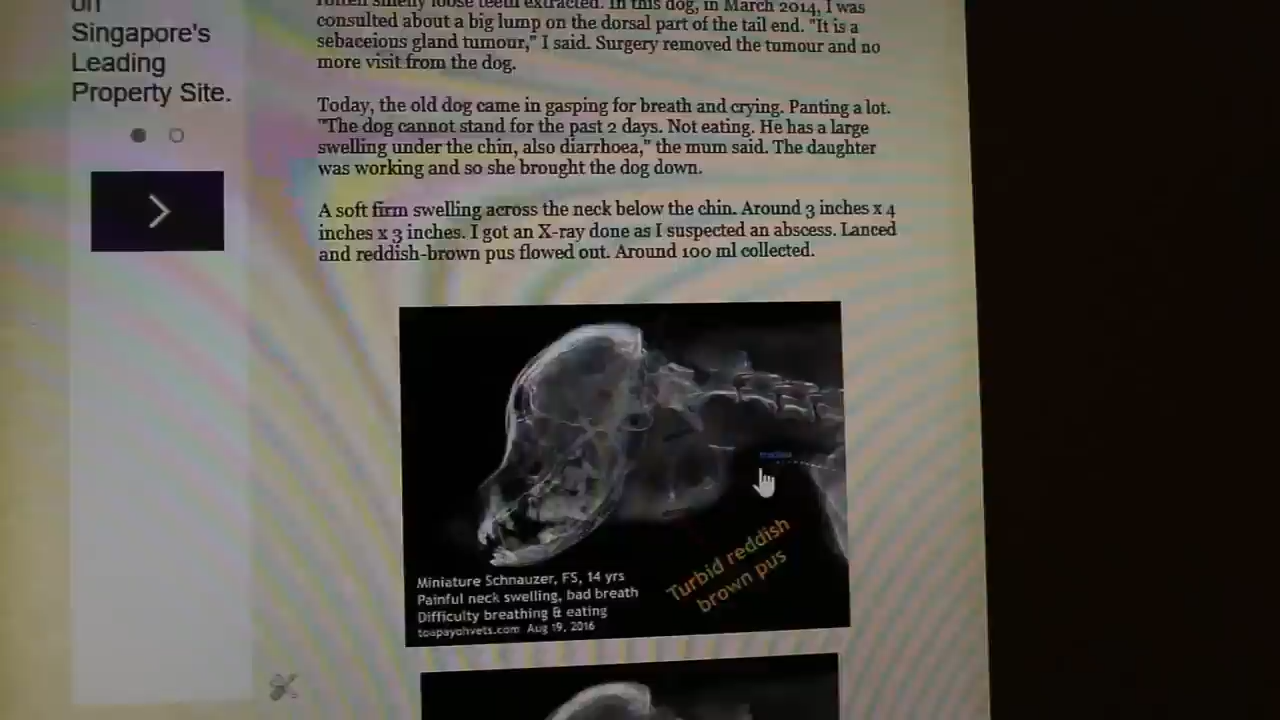 on
Singapore's
Leading
Property Site.
rotten smelly loose teeth extracted. In this dog, in March 2014, I was
consulted about a big lump on the dorsal part of the tail end. "It is a
sebaceious gland tumour," I said. Surgery removed the tumour and no
more visit from the dog.
Today, the old dog came in gasping for breath and crying. Panting a lot.
"The dog cannot stand for the past 2 days. Not eating. He has a large
swelling under the chin, also diarrhoea," the mum said. The daughter
was working and so she brought the dog down.
A soft firm swelling across the neck below the chin. Around 3 inches x 4
inches x 3 inches. I got an X-ray done as I suspected an abscess. Lanced
and reddish-brown pus flowed out. Around 100 ml collected.
trachea
Turbid reddish
brown pus
Miniature Schnauzer, FS, 14 yrs
Painful neck swelling, bad breath
Difficulty breathing & eating
toapayohvets.com Aug 19, 2016